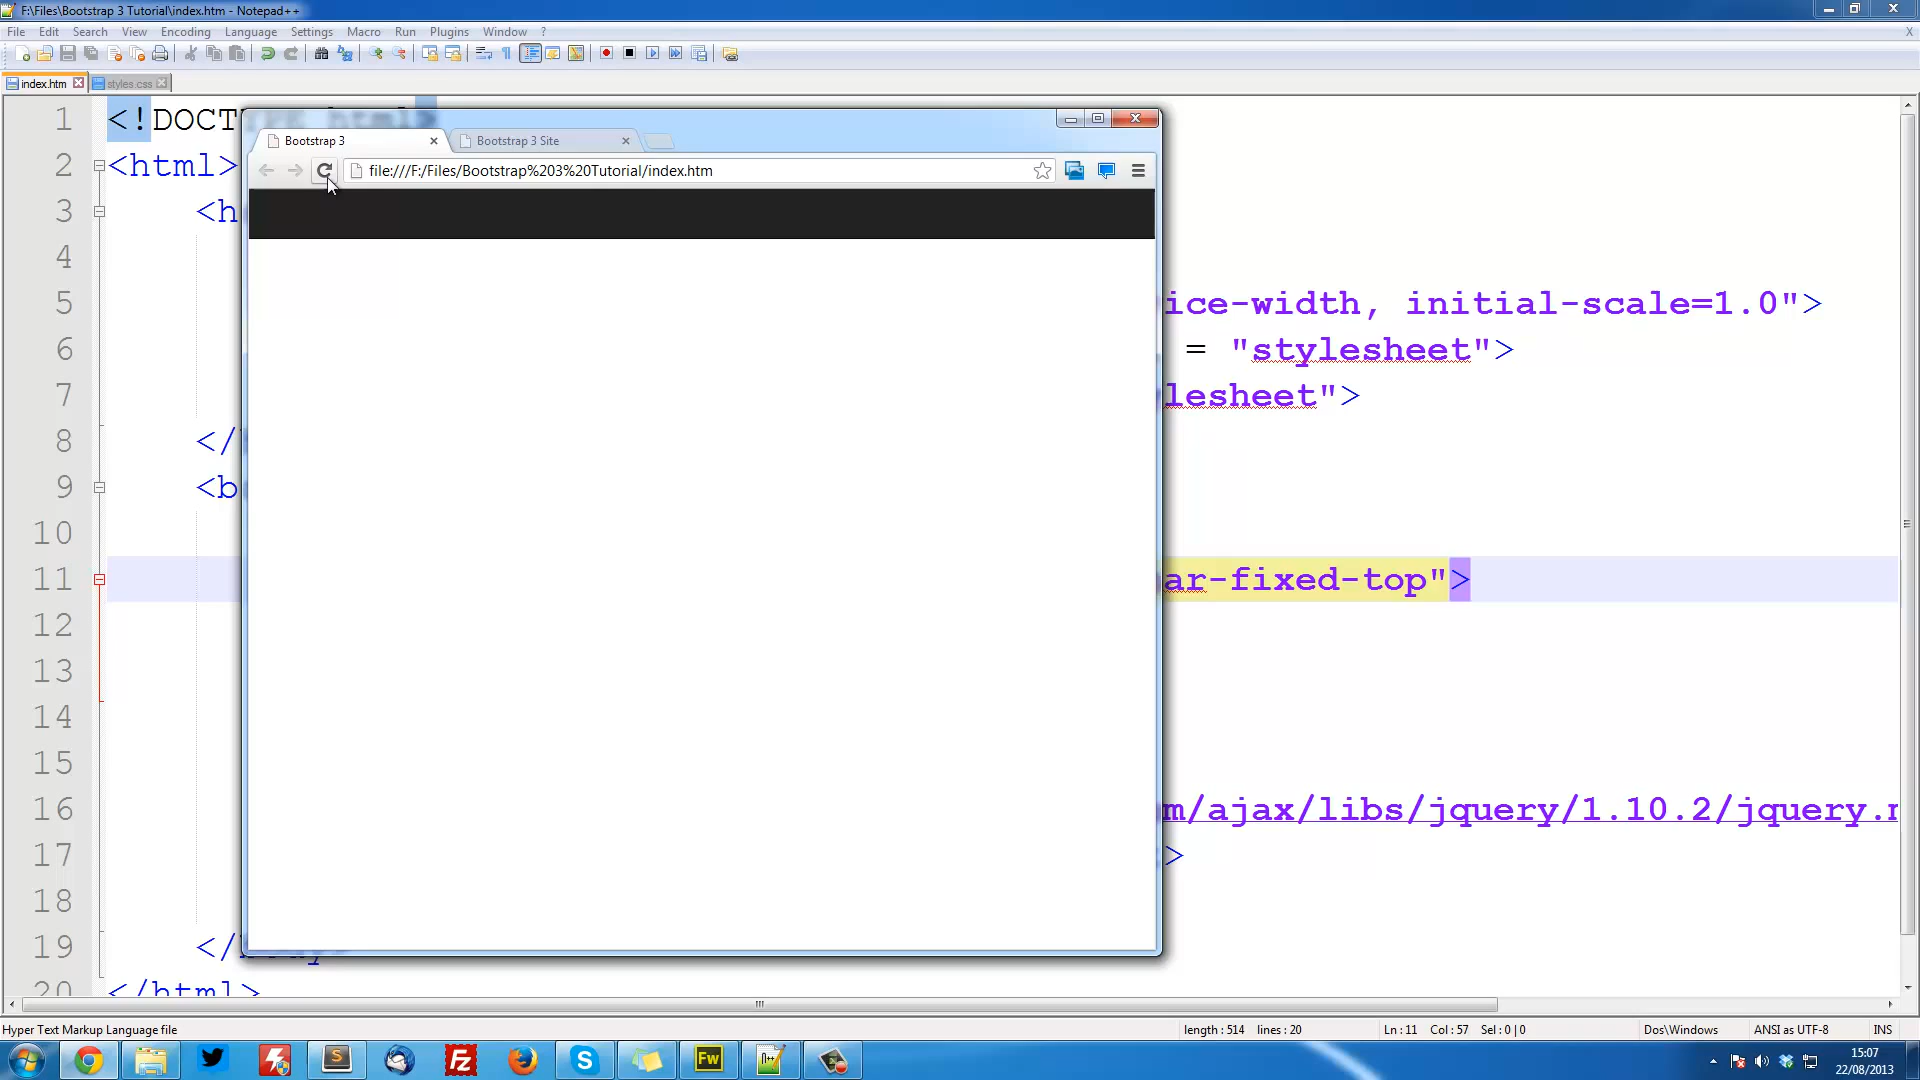 F:\Files\Bootstrap 3 Tutorial\index.htm - Notepad++
File Edit Search View Encoding Language Settings Macro Run Plugins Window ?
X
index.htm styles.css
1 <!DOCTYPE html>
Bootstrap 3 Bootstrap 3 Site
2 <html>
file:///F:/Files/Bootstrap%203%20Tutorial/index.htm
3 <h
4
5 ice-width, initial-scale=1.0">
6 = "stylesheet">
7 lesheet">
8 </
9 <b
10
11 ar-fixed-top">
12
13
14
15
16 m/ajax/libs/jquery/1.10.2/jquery.m
17 >
18
19 </body>
20 </html>
Hyper Text Markup Language file length : 514 lines : 20 Ln : 11 Col : 57 Sel : 0 | 0 Dos\Windows ANSI as UTF-8 INS
S Fz S Fw n++
15:07
22/08/2013